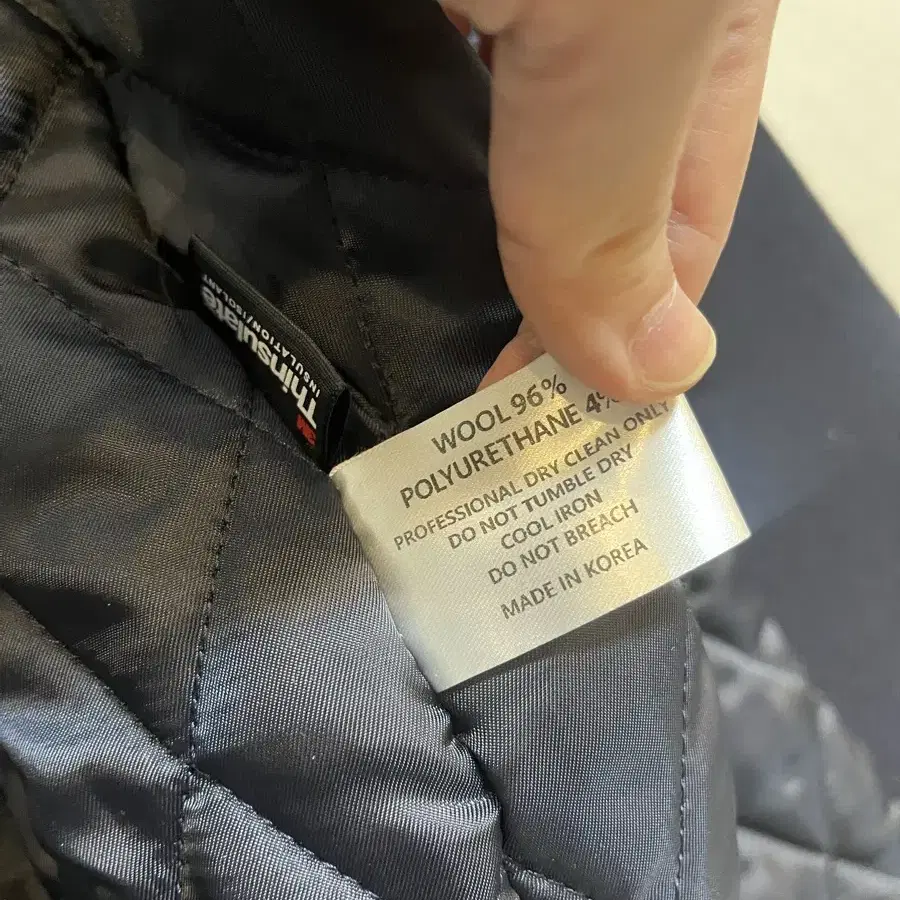 3M
Thinsulate
INSULATION/ISOLANT
WOOL 96%
POLYURETHANE 4%
PROFESSIONAL DRY CLEAN ONLY
DO NOT TUMBLE DRY
COOL IRON
DO NOT BREACH
MADE IN KOREA